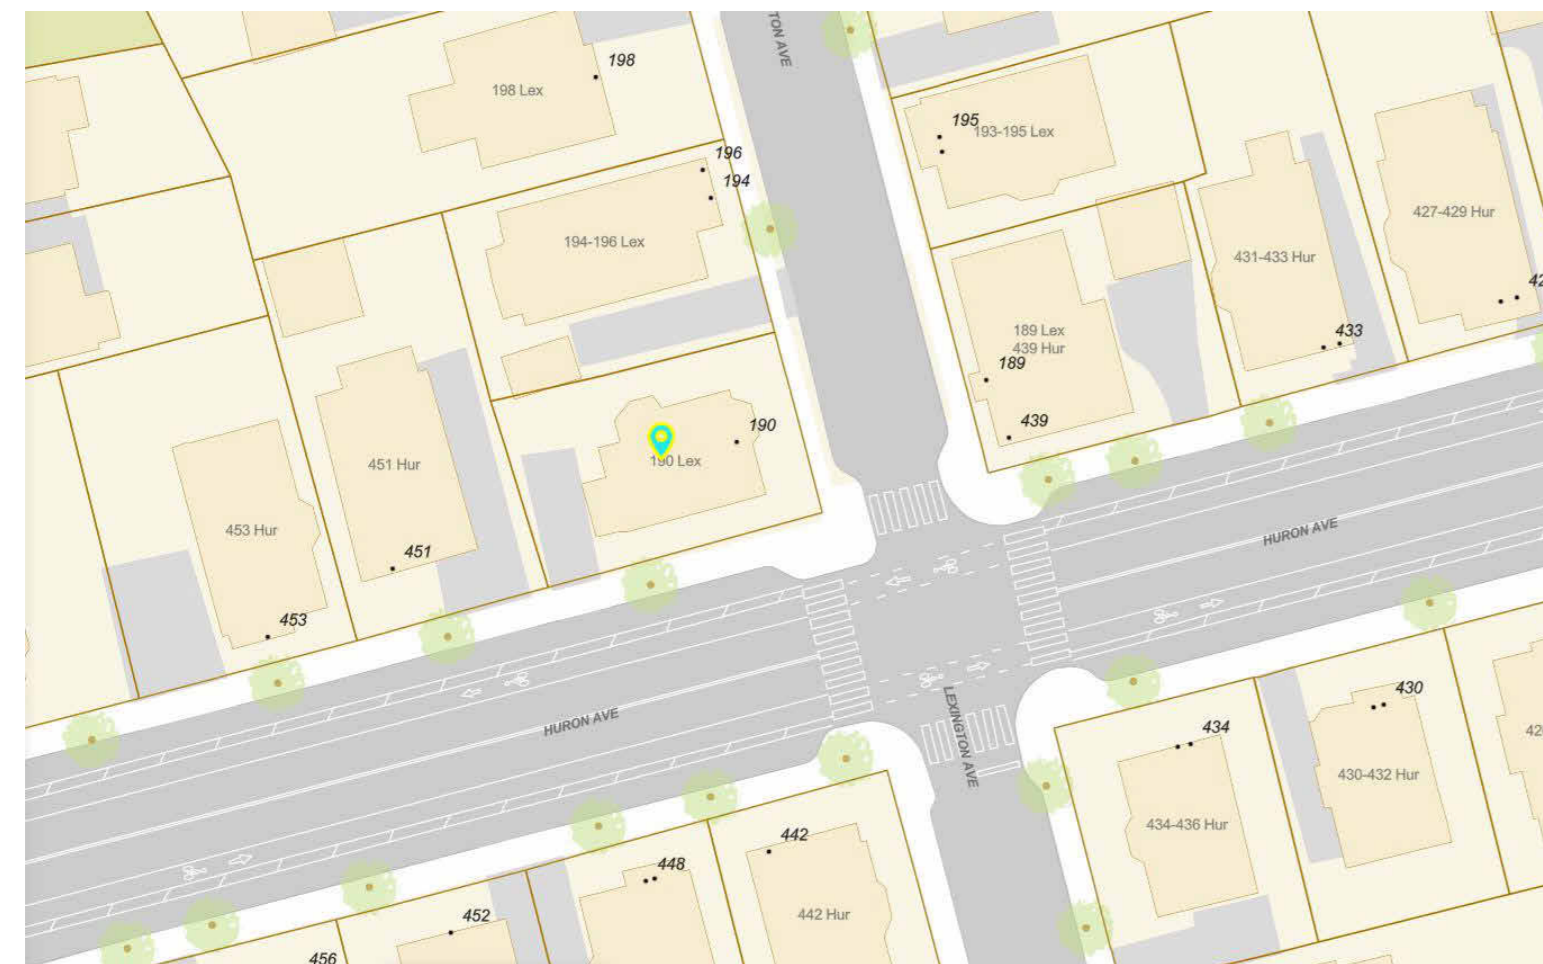 TON AVE
198
198 Lex
195
193-195 Lex
196
194
427-429 Hur
194-196 Lex
431-433 Hur
42
189 Lex
439 Hur
433
189
439
190
190 Lex
451 Hur
453 Hur
HURON AVE
451
453
HURON AVE
LEXINGTON AVE
430
434
430-432 Hur
42
434-436 Hur
442
448
442 Hur
452
456